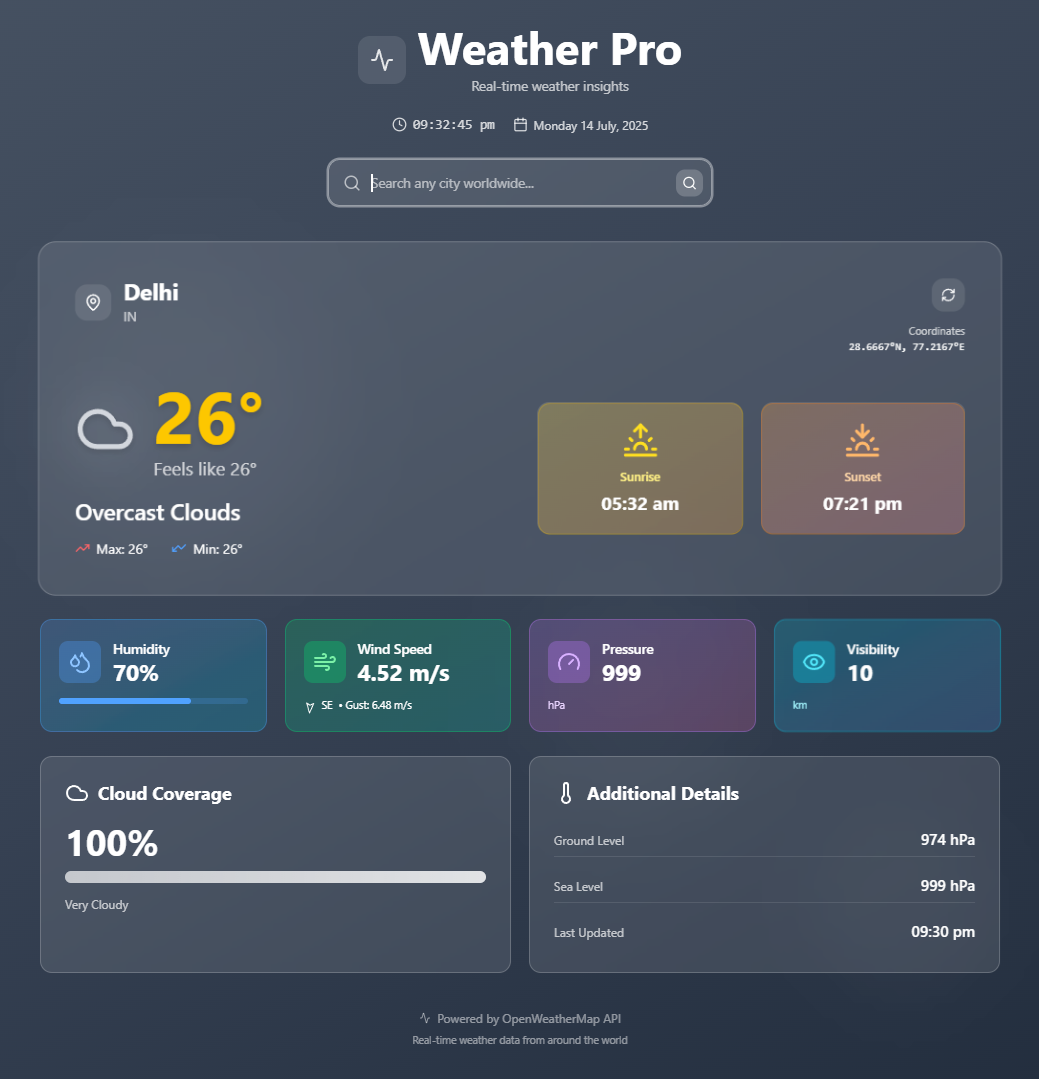 Weather Pro
Real-time weather insights
09:32:45 pm Monday 14 July, 2025
Search any city worldwide...
Delhi
IN
Coordinates
28.6667°N, 77.2167°E
26°
Feels like 26°
Overcast Clouds
Max: 26° Min: 26°
Sunrise
05:32 am
Sunset
07:21 pm
Humidity
70%
Wind Speed
4.52 m/s
SE • Gust: 6.48 m/s
Pressure
999
hPa
Visibility
10
km
Cloud Coverage
100%
Very Cloudy
Additional Details
Ground Level 974 hPa
Sea Level 999 hPa
Last Updated 09:30 pm
Powered by OpenWeatherMap API
Real-time weather data from around the world